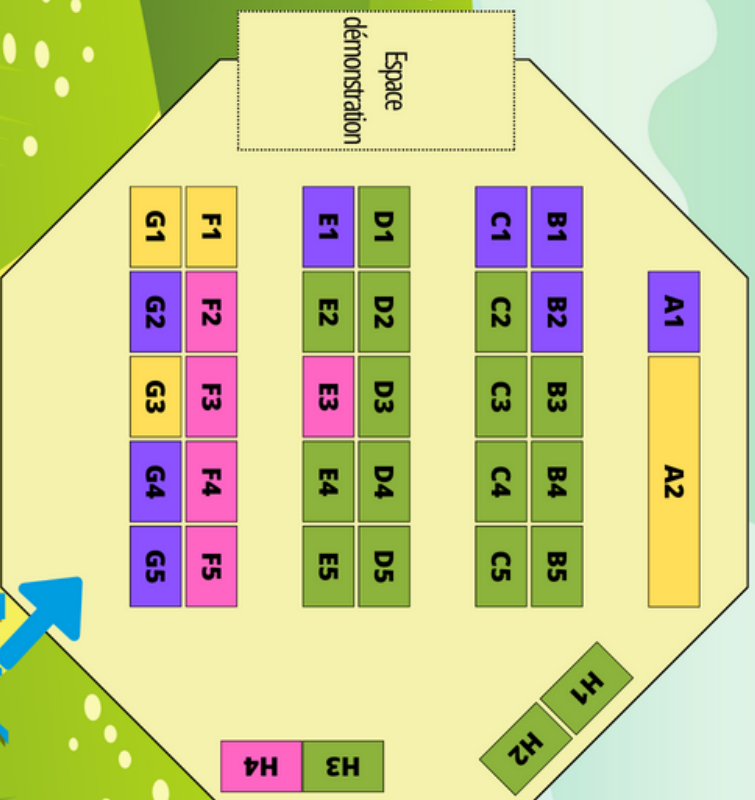 Espace
démonstration
G1
F1
E1
D1
C1
B1
G2
F2
E2
D2
C2
B2
A1
G3
F3
E3
D3
C3
B3
A2
G4
F4
E4
D4
C4
B4
G5
F5
E5
D5
C5
B5
H1
H2
H4
H3